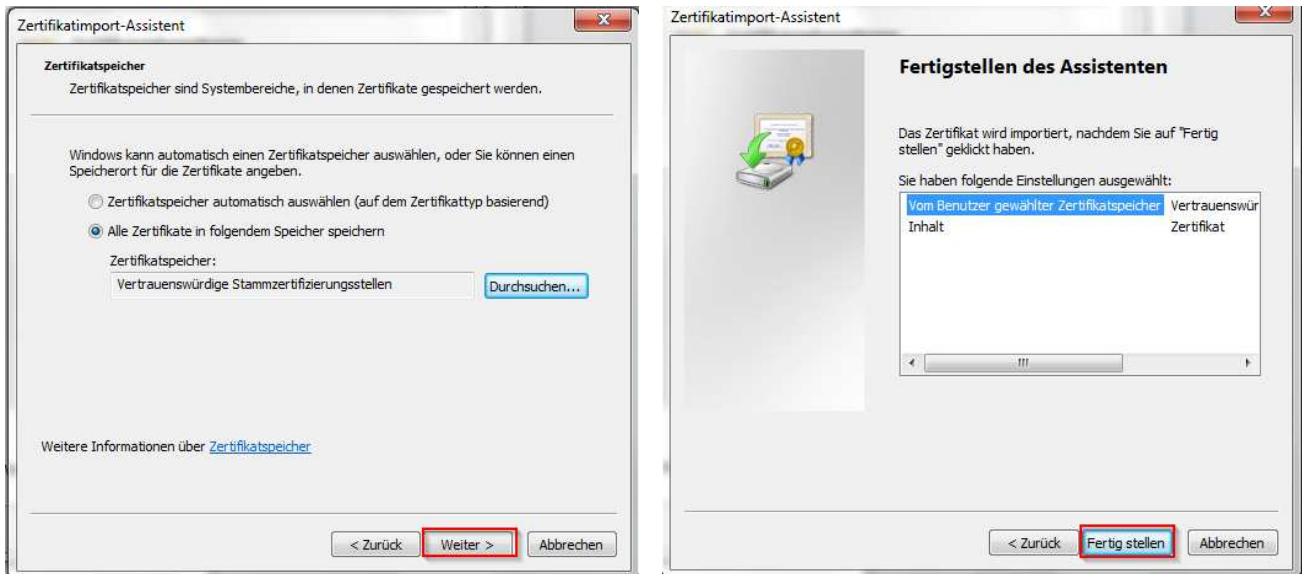 Zertifikatimport-Assistent
Zertifikatspeicher
Zertifikatspeicher sind Systembereiche, in denen Zertifikate gespeichert werden.
Windows kann automatisch einen Zertifikatspeicher auswählen, oder Sie können einen
Speicherort für die Zertifikate angeben.
Zertifikatspeicher automatisch auswählen (auf dem Zertifikattyp basierend)
Alle Zertifikate in folgendem Speicher speichern
Zertifikatspeicher:
Vertrauenswürdige Stammzertifizierungsstellen
Durchsuchen...
Weitere Informationen über Zertifikatspeicher
< Zurück Weiter > Abbrechen
Zertifikatimport-Assistent
Fertigstellen des Assistenten
Das Zertifikat wird importiert, nachdem Sie auf "Fertig
stellen" geklickt haben.
Sie haben folgende Einstellungen ausgewählt:
Vom Benutzer gewählter Zertifikatspeicher Vertrauenswür
Inhalt Zertifikat
< Zurück Fertig stellen Abbrechen